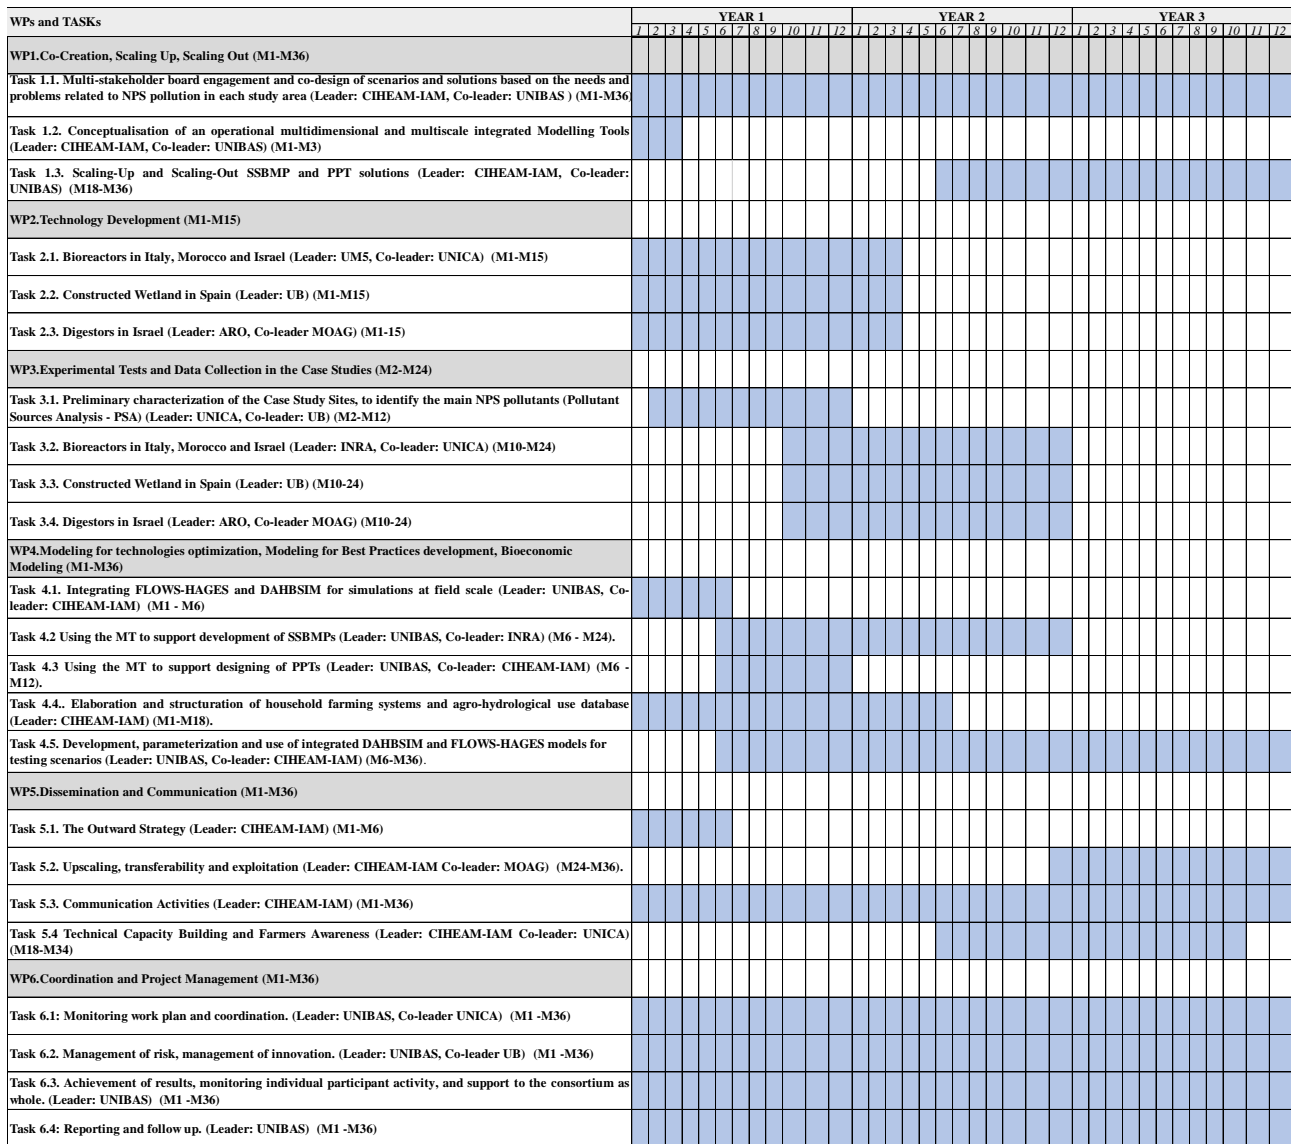 WPs and TASKs
YEAR 1 YEAR 2 YEAR 3
1 2 3 4 5 6 7 8 9 10 11 12 1 2 3 4 5 6 7 8 9 10 11 12 1 2 3 4 5 6 7 8 9 10 11 12
WP1.Co-Creation, Scaling Up, Scaling Out (M1-M36)
Task 1.1. Multi-stakeholder board engagement and co-design of scenarios and solutions based on the needs and
problems related to NPS pollution in each study area (Leader: CIHEAM-IAM, Co-leader: UNIBAS ) (M1-M36)
Task 1.2. Conceptualisation of an operational multidimensional and multiscale integrated Modelling Tools
(Leader: CIHEAM-IAM, Co-leader: UNIBAS) (M1-M3)
Task 1.3. Scaling-Up and Scaling-Out SSBMP and PPT solutions (Leader: CIHEAM-IAM, Co-leader:
UNIBAS) (M18-M36)
WP2.Technology Development (M1-M15)
Task 2.1. Bioreactors in Italy, Morocco and Israel (Leader: UM5, Co-leader: UNICA) (M1-M15)
Task 2.2. Constructed Wetland in Spain (Leader: UB) (M1-M15)
Task 2.3. Digestors in Israel (Leader: ARO, Co-leader MOAG) (M1-15)
WP3.Experimental Tests and Data Collection in the Case Studies (M2-M24)
Task 3.1. Preliminary characterization of the Case Study Sites, to identify the main NPS pollutants (Pollutant
Sources Analysis - PSA) (Leader: UNICA, Co-leader: UB) (M2-M12)
Task 3.2. Bioreactors in Italy, Morocco and Israel (Leader: INRA, Co-leader: UNICA) (M10-M24)
Task 3.3. Constructed Wetland in Spain (Leader: UB) (M10-24)
Task 3.4. Digestors in Israel (Leader: ARO, Co-leader MOAG) (M10-24)
WP4.Modeling for technologies optimization, Modeling for Best Practices development, Bioeconomic
Modeling (M1-M36)
Task 4.1. Integrating FLOWS-HAGES and DAHBSIM for simulations at field scale (Leader: UNIBAS, Co-
leader: CIHEAM-IAM) (M1 - M6)
Task 4.2 Using the MT to support development of SSBMPs (Leader: UNIBAS, Co-leader: INRA) (M6 - M24).
Task 4.3 Using the MT to support designing of PPTs (Leader: UNIBAS, Co-leader: CIHEAM-IAM) (M6 -
M12).
Task 4.4.. Elaboration and structuration of household farming systems and agro-hydrological use database
(Leader: CIHEAM-IAM) (M1-M18).
Task 4.5. Development, parameterization and use of integrated DAHBSIM and FLOWS-HAGES models for
testing scenarios (Leader: UNIBAS, Co-leader: CIHEAM-IAM) (M6-M36).
WP5.Dissemination and Communication (M1-M36)
Task 5.1. The Outward Strategy (Leader: CIHEAM-IAM) (M1-M6)
Task 5.2. Upscaling, transferability and exploitation (Leader: CIHEAM-IAM Co-leader: MOAG) (M24-M36).
Task 5.3. Communication Activities (Leader: CIHEAM-IAM) (M1-M36)
Task 5.4 Technical Capacity Building and Farmers Awareness (Leader: CIHEAM-IAM Co-leader: UNICA)
(M18-M34)
WP6.Coordination and Project Management (M1-M36)
Task 6.1: Monitoring work plan and coordination. (Leader: UNIBAS, Co-leader UNICA) (M1 -M36)
Task 6.2. Management of risk, management of innovation. (Leader: UNIBAS, Co-leader UB) (M1 -M36)
Task 6.3. Achievement of results, monitoring individual participant activity, and support to the consortium as
whole. (Leader: UNIBAS) (M1 -M36)
Task 6.4: Reporting and follow up. (Leader: UNIBAS) (M1 -M36)